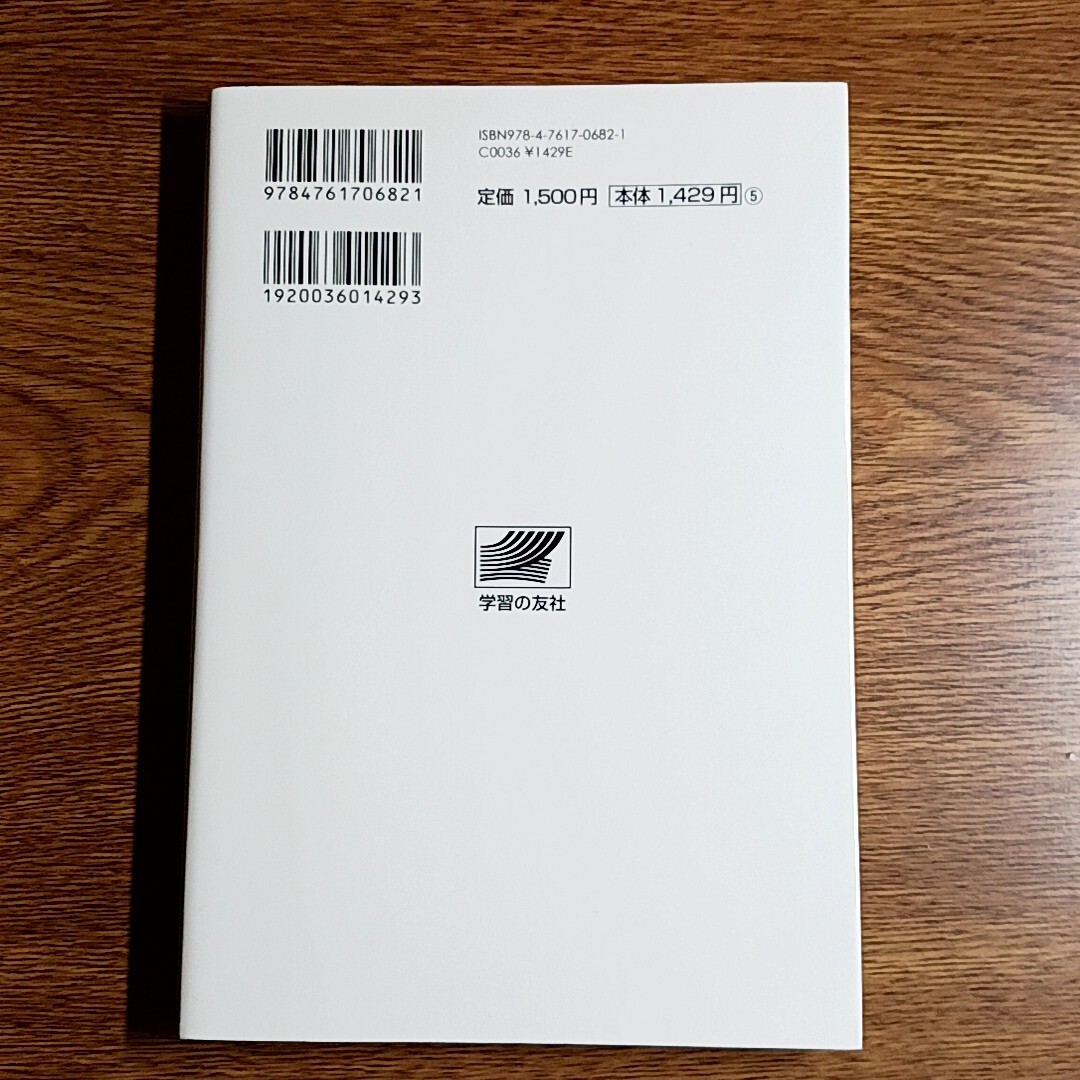 ISBN978-4-7617-0682-1
C0036 ¥1429E
9784761706821
定価 1,500円 本体 1,429円 ⑤
1920036014293
学習の友社